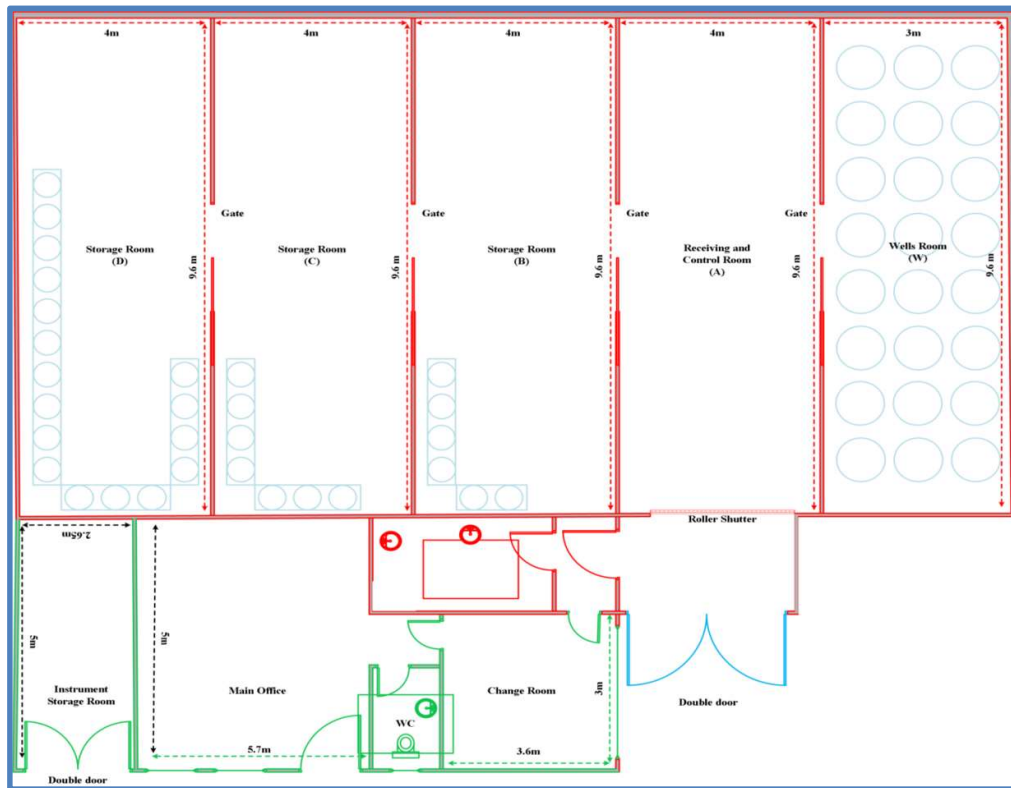 4m
4m
4m
4m
3m
Gate
Gate
Gate
Gate
Storage Room
(D)
9.6 m
Storage Room
(C)
9.6 m
Storage Room
(B)
9.6 m
Receiving and
Control Room
(A)
9.6 m
Wells Room
(W)
9.6 m
Roller Shutter
2.65m
5m
5m
Instrument
Storage Room
Main Office
Change Room
3m
Double door
WC
5.7m
3.6m
Double door